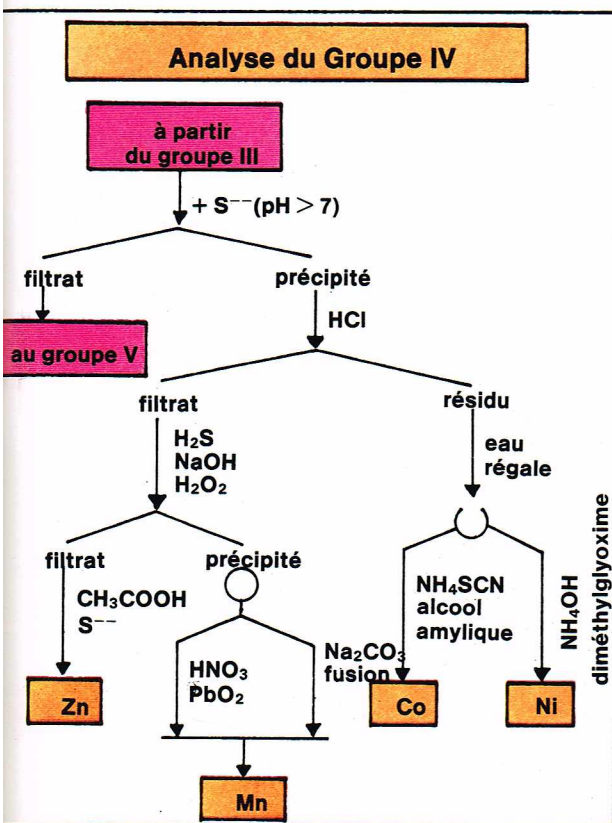 Analyse du Groupe IV
à partir
du groupe III
+ S⁻⁻ (pH > 7)
filtrat
précipité
HCl
au groupe V
filtrat
résidu
H₂S
NaOH
H₂O₂
eau
régale
filtrat
précipité
CH₃COOH
S⁻⁻
HNO₃
PbO₂
Na₂CO₃
fusion
NH₄SCN
alcool
amylique
NH₄OH
diméthylglyoxime
Zn
Co
Ni
Mn